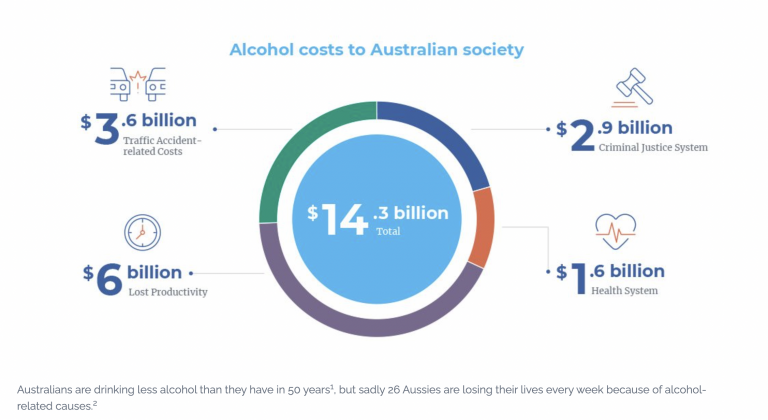 Alcohol costs to Australian society
$3.6 billion
Traffic Accident-
related Costs
$2.9 billion
Criminal Justice System
$14.3 billion
Total
$6 billion
Lost Productivity
$1.6 billion
Health System
Australians are drinking less alcohol than they have in 50 years¹, but sadly 26 Aussies are losing their lives every week because of alcohol-
related causes.²